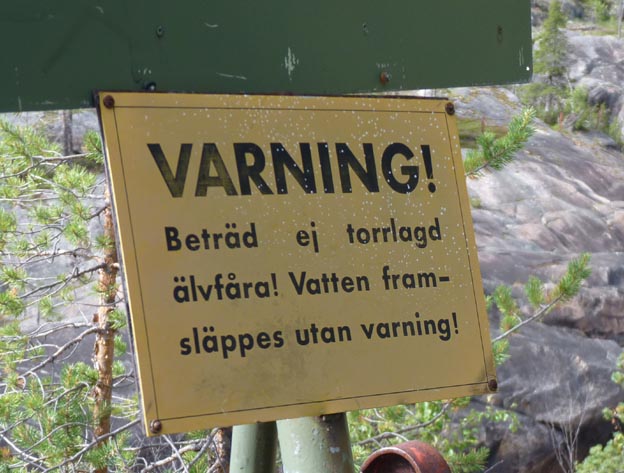 VARNING!
Beträd ej torrlagd
älvfåra! Vatten fram-
släppes utan varning!